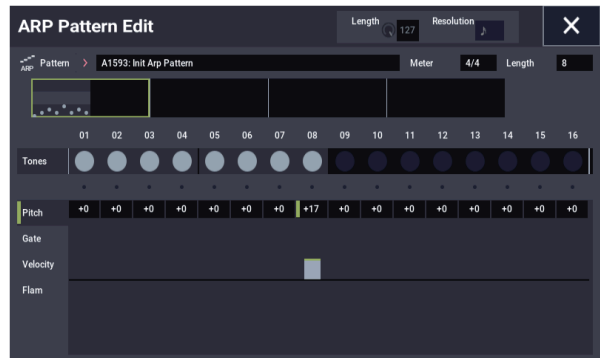 ARP Pattern Edit
Length 127 Resolution ♪ X
ARP Pattern > A1593: Init Arp Pattern Meter 4/4 Length 8
01 02 03 04 05 06 07 08 09 10 11 12 13 14 15 16
Tones
Pitch +0 +0 +0 +0 +0 +0 +0 +17 +0 +0 +0 +0 +0 +0 +0 +0
Gate
Velocity
Flam